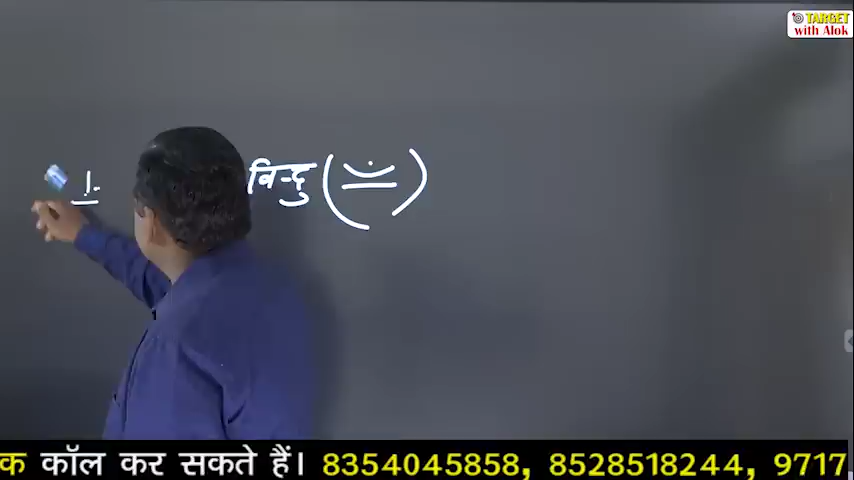 TARGET
with Alok
1- बिन्दु (ँ)
क कॉल कर सकते हैं। 8354045858, 8528518244, 9717